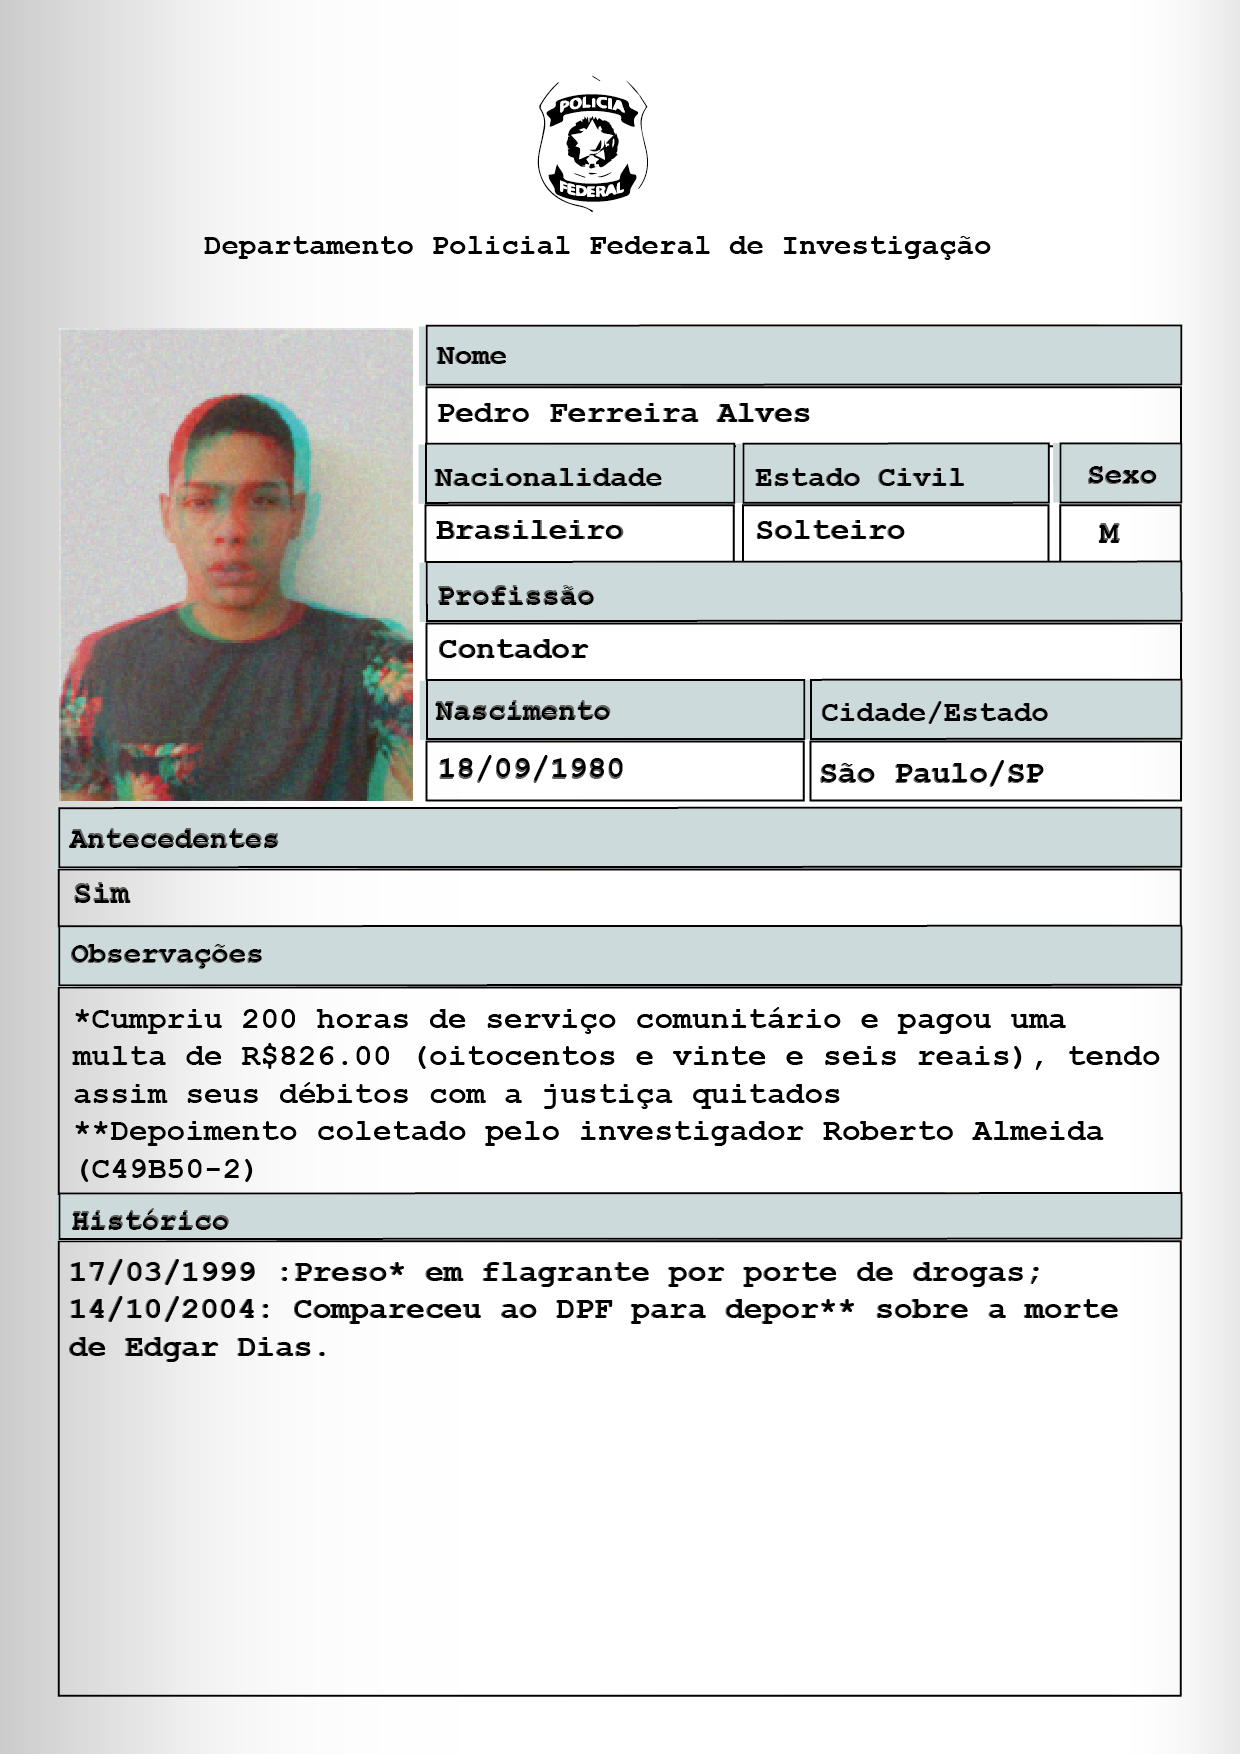 POLICIA
FEDERAL
Departamento Policial Federal de Investigação
Nome
Pedro Ferreira Alves
Nacionalidade
Estado Civil
Sexo
Brasileiro
Solteiro
M
Profissão
Contador
Nascimento
Cidade/Estado
18/09/1980
São Paulo/SP
Antecedentes
Sim
Observações
*Cumpriu 200 horas de serviço comunitário e pagou uma
multa de R$826.00 (oitocentos e vinte e seis reais), tendo
assim seus débitos com a justiça quitados
**Depoimento coletado pelo investigador Roberto Almeida
(C49B50-2)
Histórico
17/03/1999 :Preso* em flagrante por porte de drogas;
14/10/2004: Compareceu ao DPF para depor** sobre a morte
de Edgar Dias.